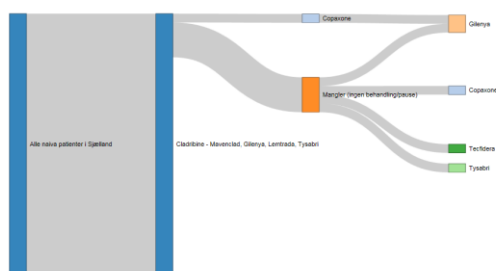 Copaxone
Gilenya
Mangler (ingen behandling/pause)
Copaxone
Alle naive patienter i Sjælland
Cladribine - Mavenclad, Gilenya, Lemtrada, Tysabri
Tecfidera
Tysabri